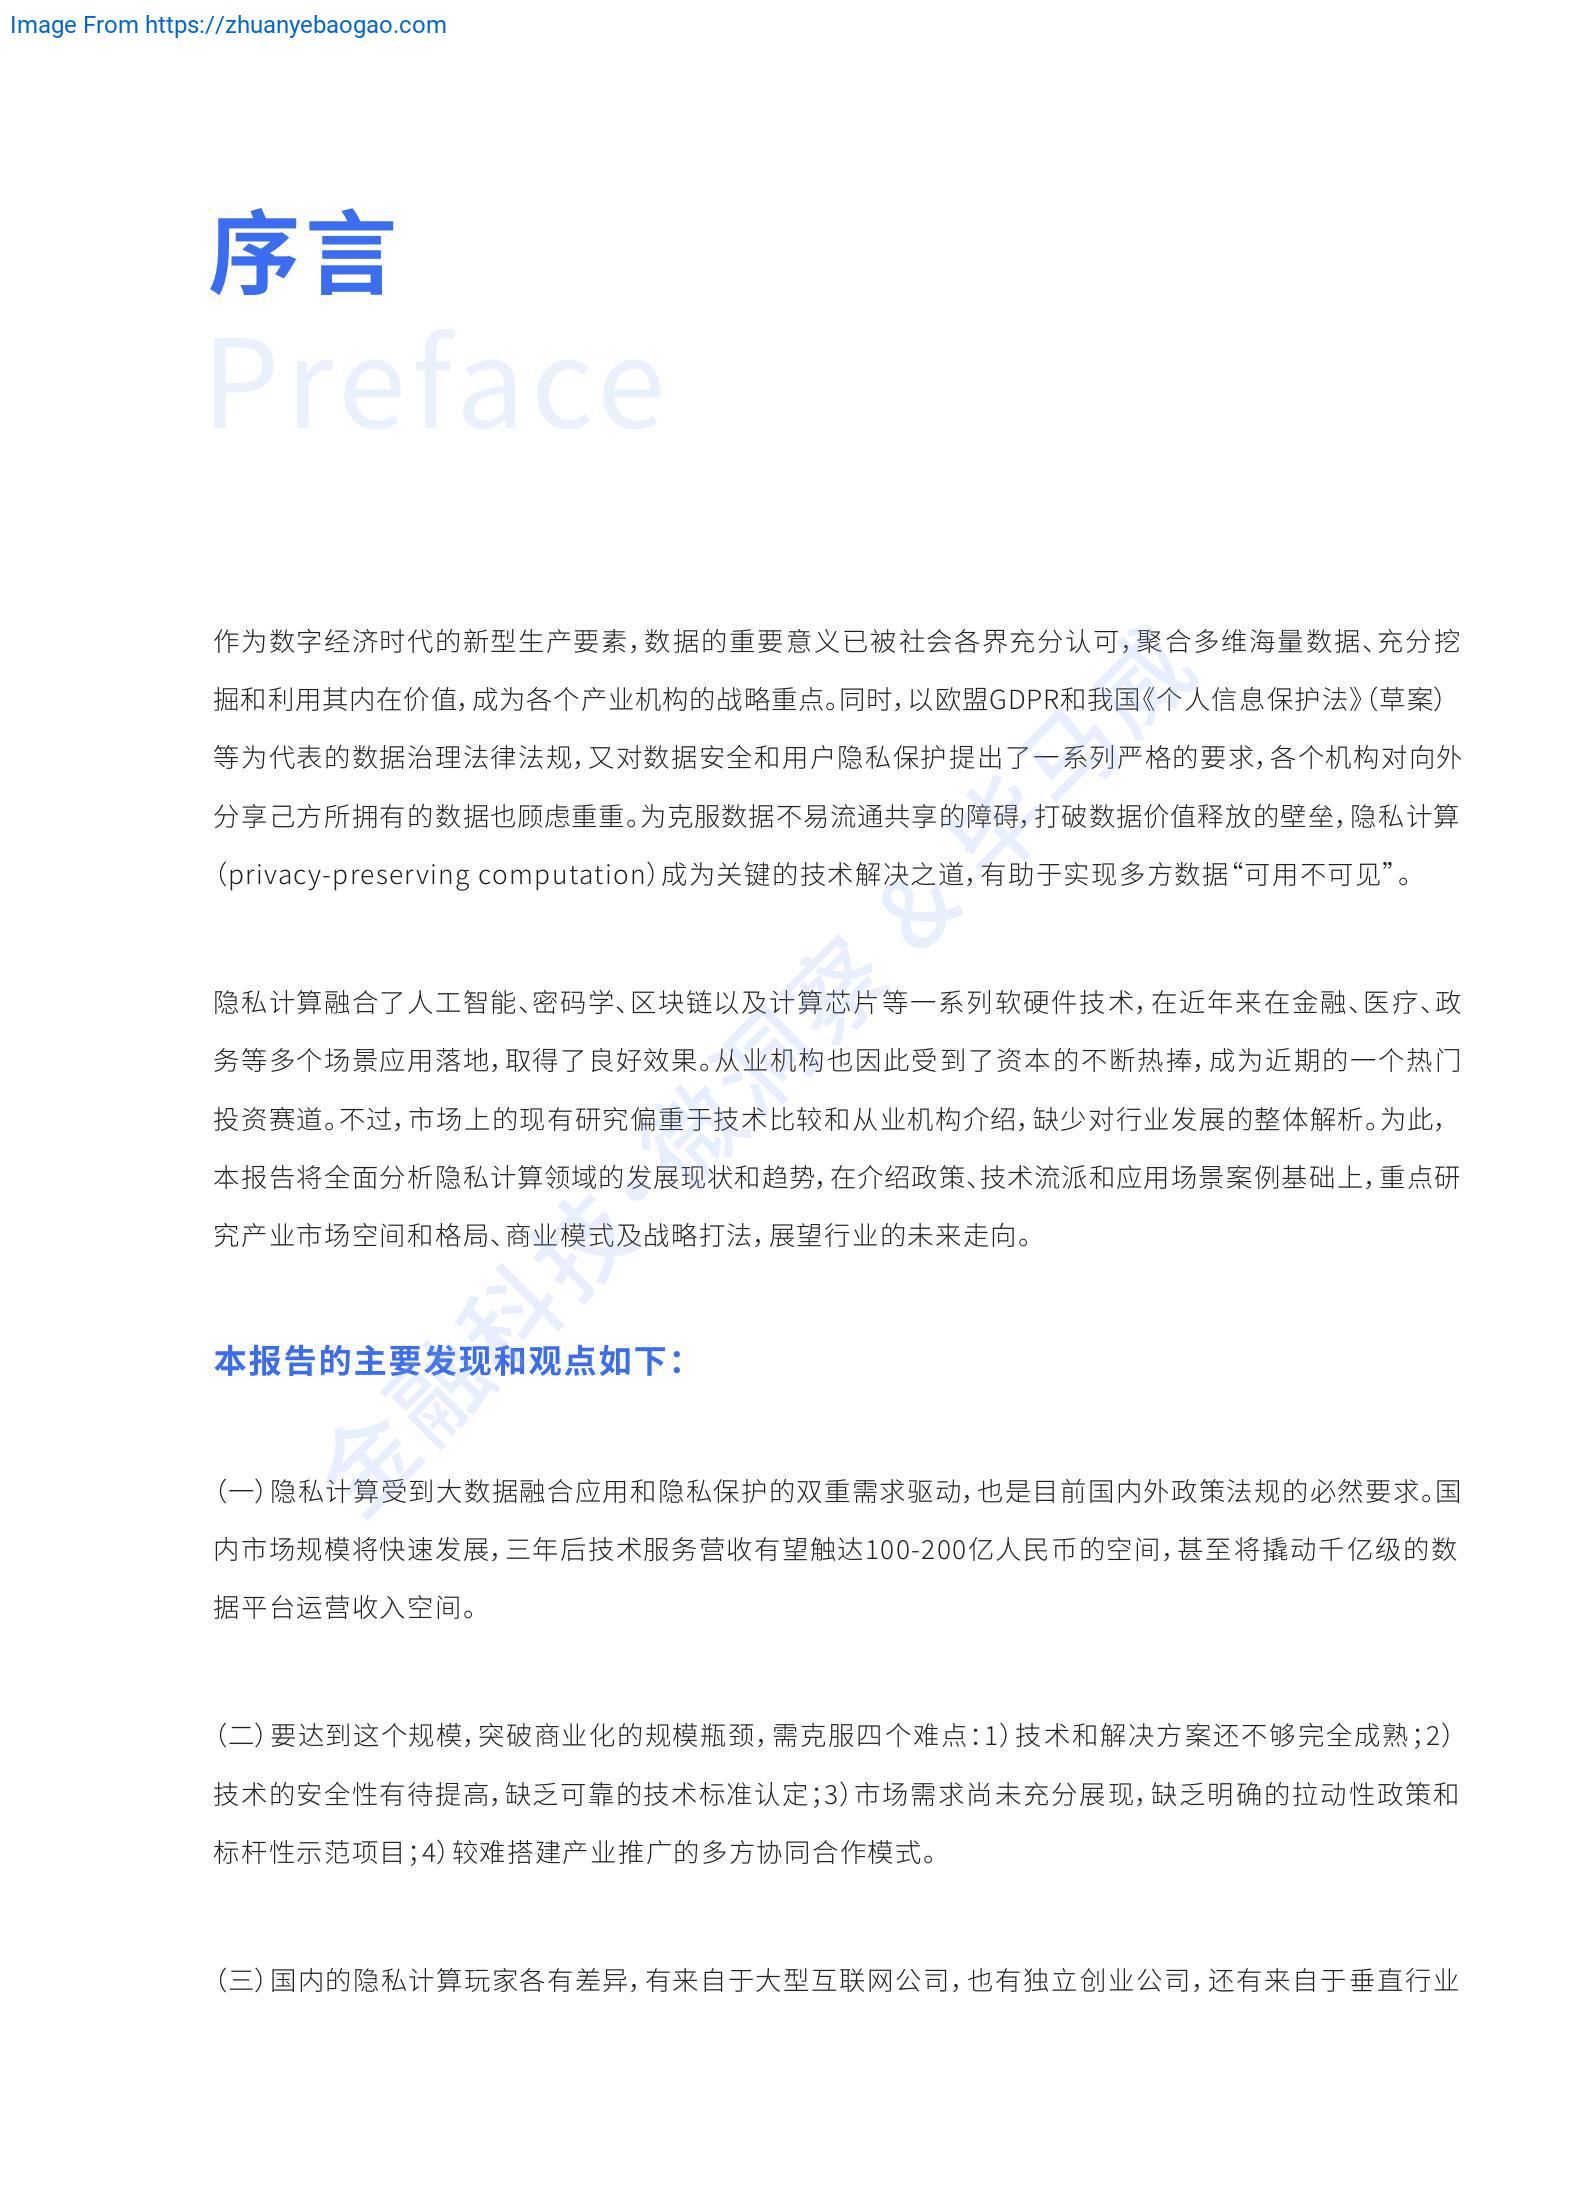 Image From https://zhuanyebaogao.com
序言
Preface
作为数字经济时代的新型生产要素，数据的重要意义已被社会各界充分认可，聚合多维海量数据、充分挖
掘和利用其内在价值，成为各个产业机构的战略重点。同时，以欧盟GDPR和我国《个人信息保护法》（草案）
等为代表的数据治理法律法规，又对数据安全和用户隐私保护提出了一系列严格的要求，各个机构对向外
分享己方所拥有的数据也顾虑重重。为克服数据不易流通共享的障碍，打破数据价值释放的壁垒，隐私计算
（privacy-preserving computation）成为关键的技术解决之道，有助于实现多方数据“可用不可见”。
隐私计算融合了人工智能、密码学、区块链以及计算芯片等一系列软硬件技术，在近年来在金融、医疗、政
务等多个场景应用落地，取得了良好效果。从业机构也因此受到了资本的不断热捧，成为近期的一个热门
投资赛道。不过，市场上的现有研究偏重于技术比较和从业机构介绍，缺少对行业发展的整体解析。为此，
本报告将全面分析隐私计算领域的发展现状和趋势，在介绍政策、技术流派和应用场景案例基础上，重点研
究产业市场空间和格局、商业模式及战略打法，展望行业的未来走向。
本报告的主要发现和观点如下：
（一）隐私计算受到大数据融合应用和隐私保护的双重需求驱动，也是目前国内外政策法规的必然要求。国
内市场规模将快速发展，三年后技术服务营收有望触达100-200亿人民币的空间，甚至将撬动千亿级的数
据平台运营收入空间。
（二）要达到这个规模，突破商业化的规模瓶颈，需克服四个难点：1）技术和解决方案还不够完全成熟；2）
技术的安全性有待提高，缺乏可靠的技术标准认定；3）市场需求尚未充分展现，缺乏明确的拉动性政策和
标杆性示范项目；4）较难搭建产业推广的多方协同合作模式。
（三）国内的隐私计算玩家各有差异，有来自于大型互联网公司，也有独立创业公司，还有来自于垂直行业
金融科技·微洞察 & 毕马威